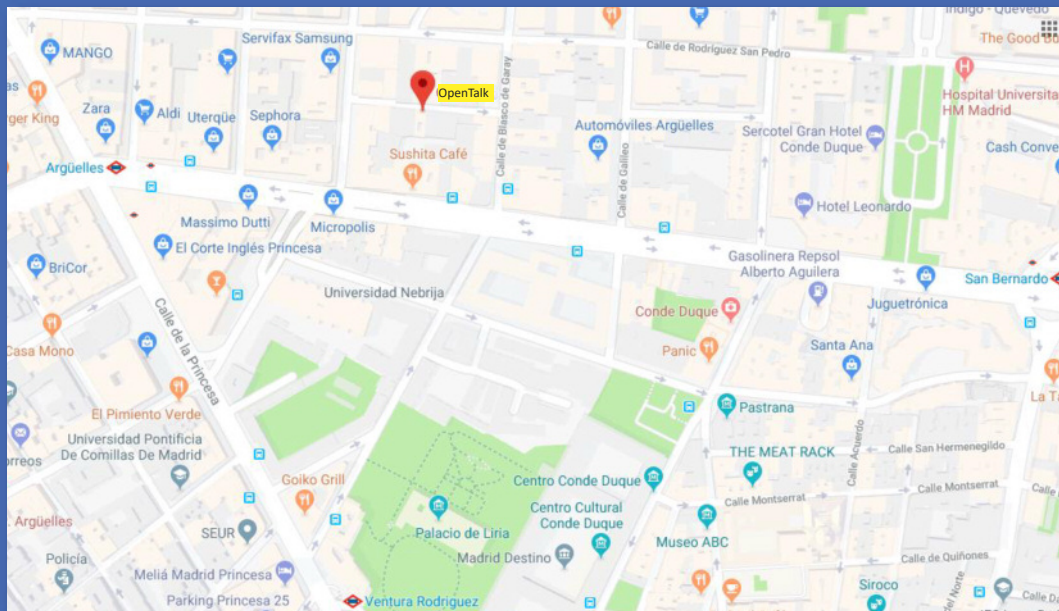 Indigo - Quevedo
The Good Bu
Calle de Rodríguez San Pedro
Servifax Samsung
MANGO
OpenTalk
Hospital Universita
HM Madrid
ger King
Zara
Aldi
Uterqüe
Sephora
Calle de Blasco de Garay
Automóviles Argüelles
Sercotel Gran Hotel
Conde Duque
Cash Conve
Sushita Café
Calle de Galileo
Argüelles
Hotel Leonardo
Massimo Dutti
Micropolis
El Corte Inglés Princesa
BriCor
Gasolinera Repsol
Alberto Aguilera
San Bernardo
Universidad Nebrija
Juguetrónica
Conde Duque
Calle de la Princesa
Casa Mono
Panic
Santa Ana
La Ta
El Pimiento Verde
Pastrana
Universidad Pontificia
De Comillas De Madrid
orreos
THE MEAT RACK
Calle San Hermenegildo
Calle Acuerdo
Goiko Grill
Centro Conde Duque
Calle Montserrat
Calle Montserrat
Argüelles
SEUR
Palacio de Liria
Centro Cultural
Conde Duque
Museo ABC
Policía
Madrid Destino
Calle de Quiñones
Meliá Madrid Princesa
Siroco
del Norte
Parking Princesa 25
Ventura Rodriguez